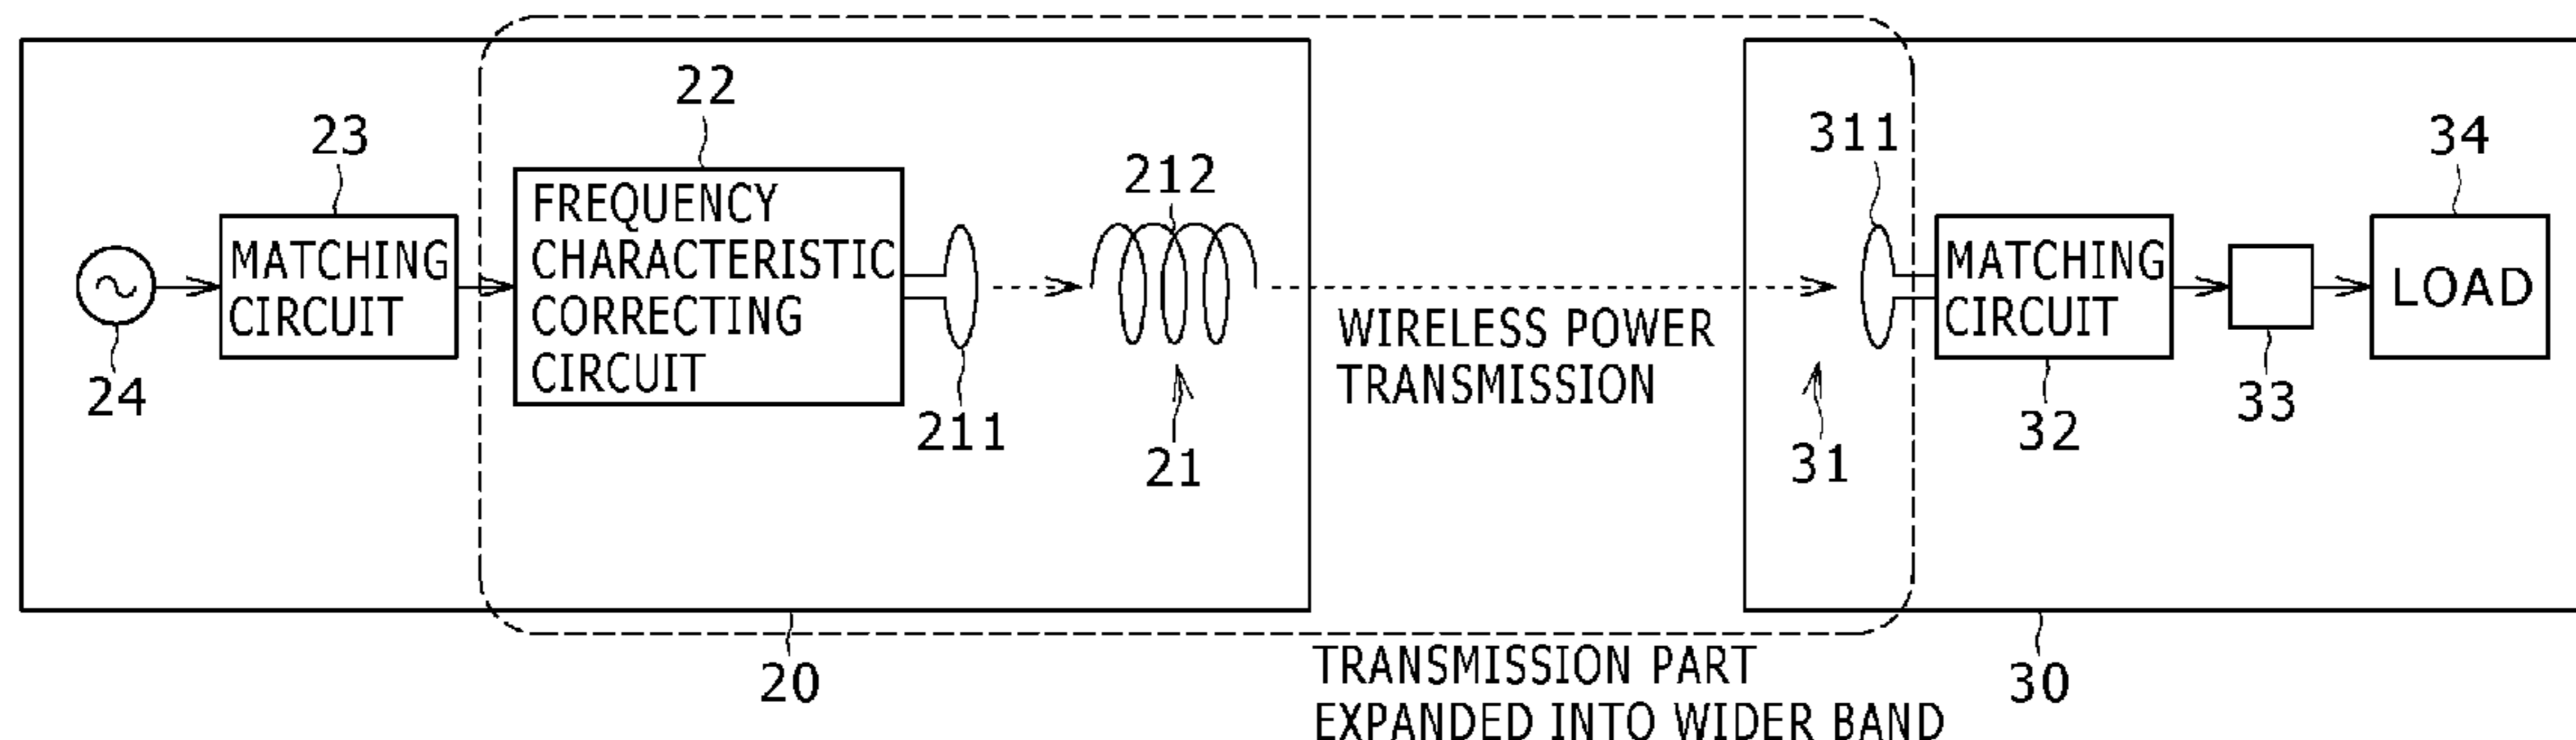 22
23
FREQUENCY
CHARACTERISTIC
CORRECTING
CIRCUIT
MATCHING
CIRCUIT
24
211
212
21
20
WIRELESS POWER
TRANSMISSION
311
31
MATCHING
CIRCUIT
32
33
34
LOAD
30
TRANSMISSION PART
EXPANDED INTO WIDER BAND